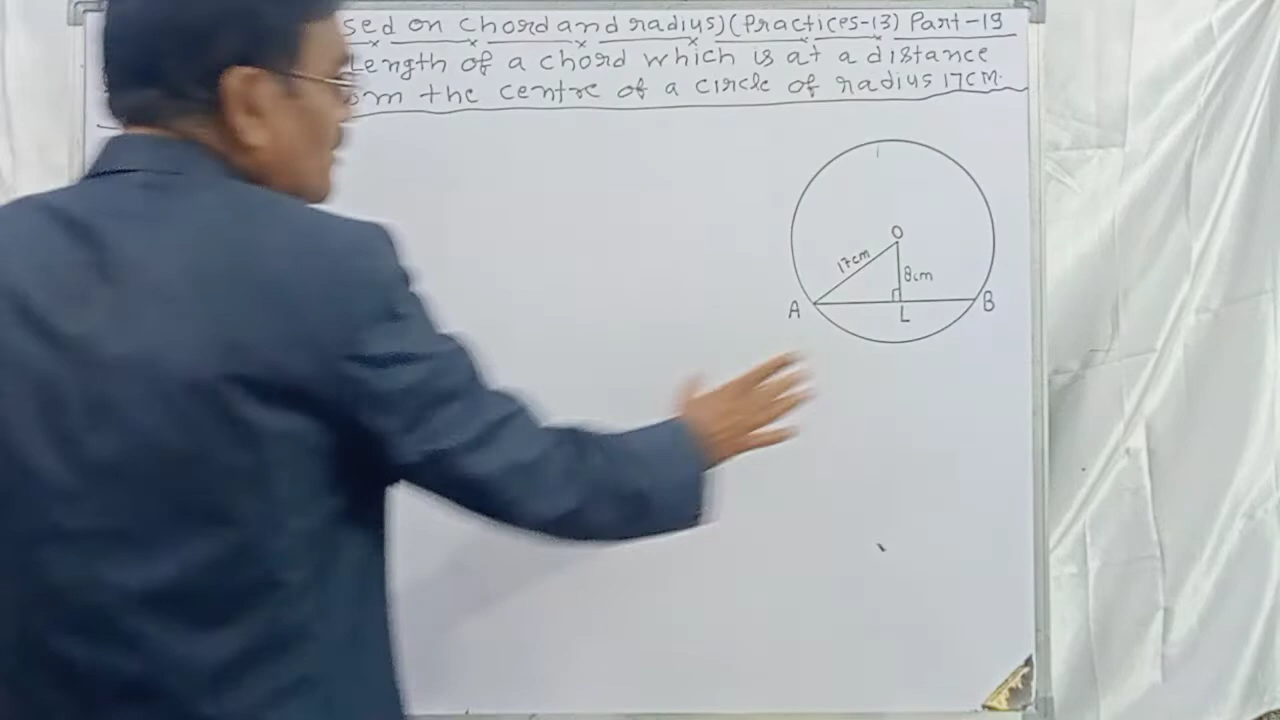 sed on chord and radius) (Practices-13) Part-19
Length of a chord which is at a distance
om the centre of a circle of radius 17cm.
O
17cm
8cm
A
L
B